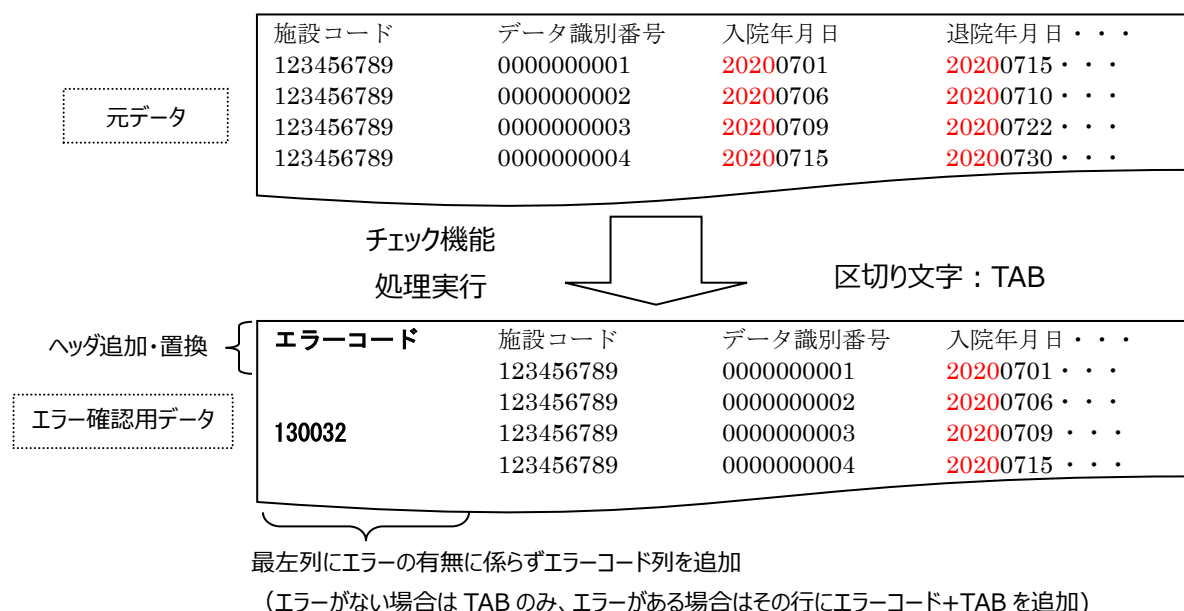 施設コード データ識別番号 入院年月日 退院年月日・・・
123456789 0000000001 20200701 20200715・・・
123456789 0000000002 20200706 20200710・・・
元データ
123456789 0000000003 20200709 20200722・・・
123456789 0000000004 20200715 20200730・・・
チェック機能
処理実行
区切り文字：TAB
ヘッダ追加・置換
エラーコード 施設コード データ識別番号 入院年月日・・・
123456789 0000000001 20200701・・・
123456789 0000000002 20200706・・・
エラー確認用データ
130032 123456789 0000000003 20200709・・・
123456789 0000000004 20200715・・・
最左列にエラーの有無に係らずエラーコード列を追加
（エラーがない場合は TAB のみ、エラーがある場合はその行にエラーコード+TAB を追加）